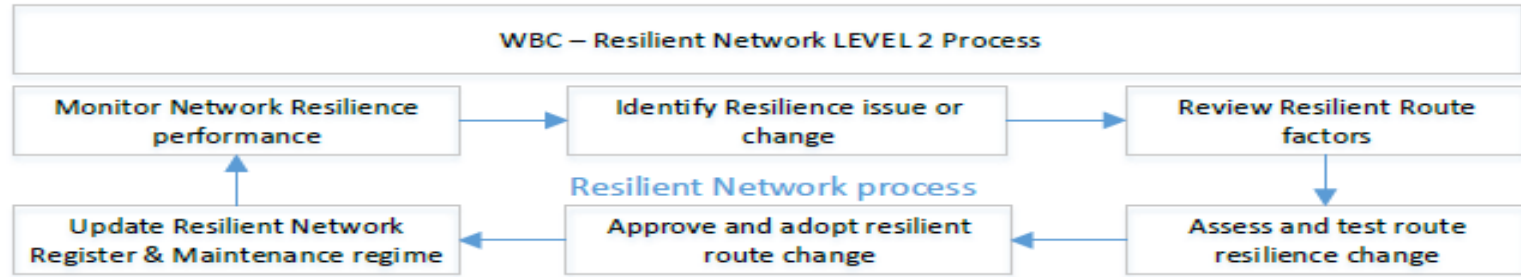 WBC – Resilient Network LEVEL 2 Process
Monitor Network Resilience
performance
Identify Resilience issue or
change
Review Resilient Route
factors
Resilient Network process
Update Resilient Network
Register & Maintenance regime
Approve and adopt resilient
route change
Assess and test route
resilience change